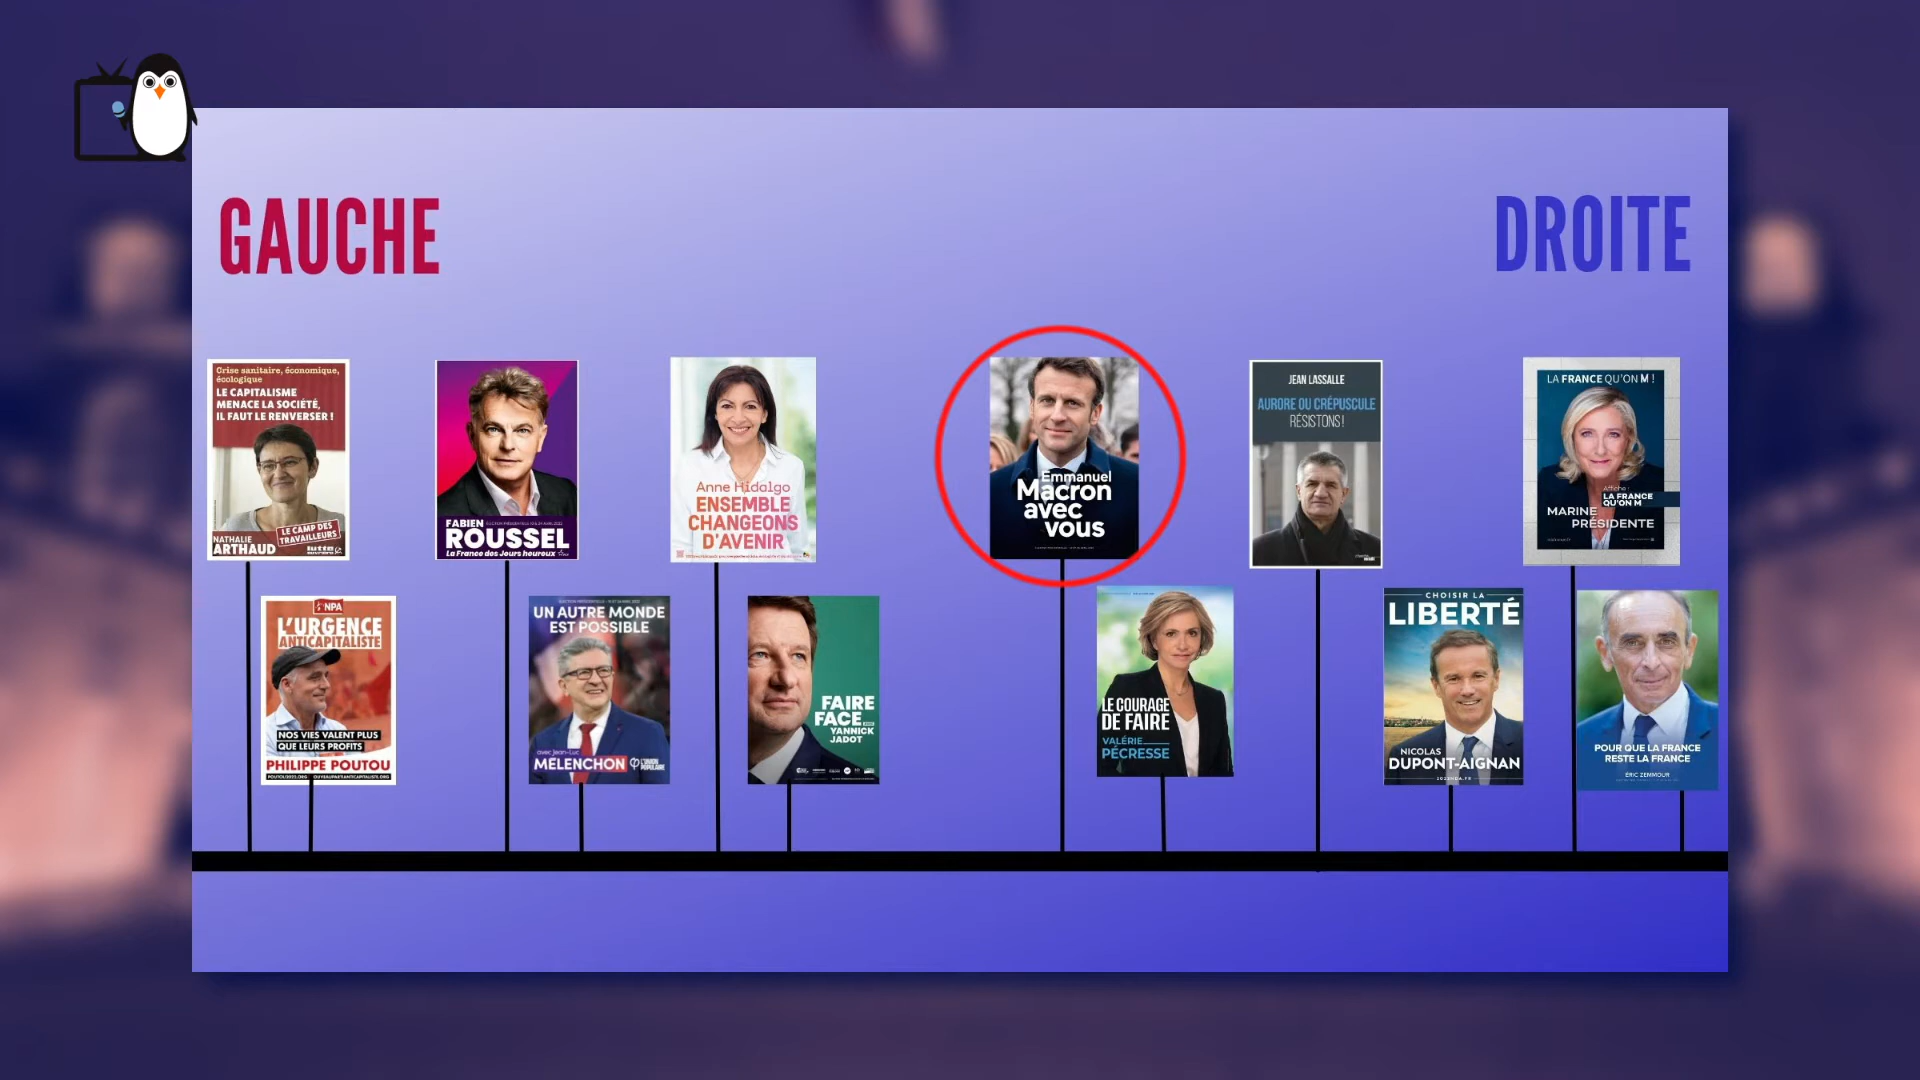 GAUCHE
DROITE
Crise sanitaire, économique,
écologique
LE CAPITALISME
MENACE LA SOCIÉTÉ,
IL FAUT LE RENVERSER !
LE CAMP DES
TRAVAILLEURS
NATHALIE
ARTHAUD
lutte
FABIEN
ROUSSEL
La France des Jours heureux
Anne Hidalgo
ENSEMBLE
CHANGEONS
D'AVENIR
Emmanuel
Macron
avec
vous
JEAN LASSALLE
AURORE OU CRÉPUSCULE
RÉSISTONS !
LA FRANCE QU'ON M !
Affiche :
LA FRANCE
QU'ON M
MARINE
PRÉSIDENTE
NPA
L'URGENCE
ANTICAPITALISTE
NOS VIES VALENT PLUS
QUE LEURS PROFITS
PHILIPPE POUTOU
UN AUTRE MONDE
EST POSSIBLE
avec Jean-Luc
MÉLENCHON
L'UNION
POPULAIRE
FAIRE
FACE
YANNICK
JADOT
LE COURAGE
DE FAIRE
VALÉRIE
PÉCRESSE
CHOISIR LA
LIBERTÉ
NICOLAS
DUPONT-AIGNAN
POUR QUE LA FRANCE
RESTE LA FRANCE
ÉRIC ZEMMOUR